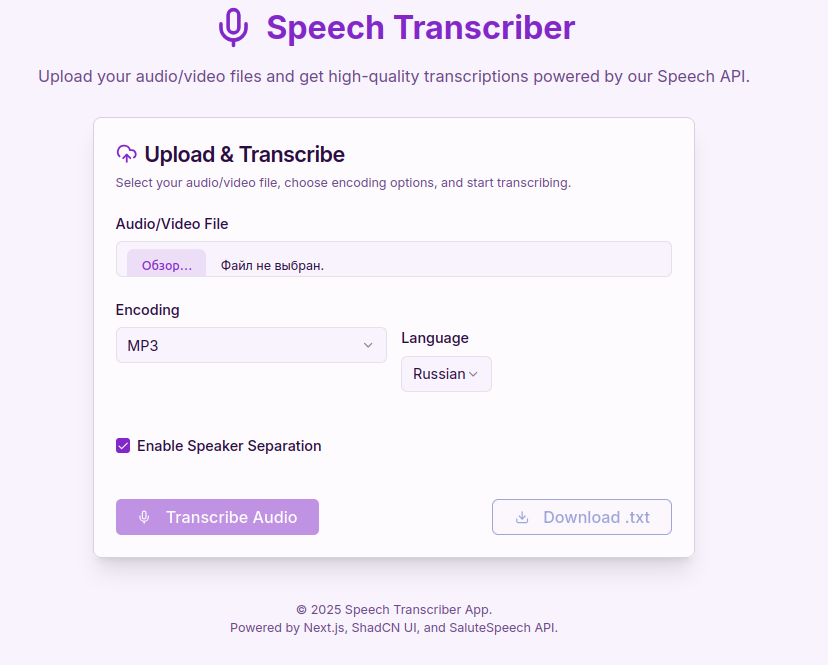 Speech Transcriber
Upload your audio/video files and get high-quality transcriptions powered by our Speech API.
Upload & Transcribe
Select your audio/video file, choose encoding options, and start transcribing.
Audio/Video File
Обзор... Файл не выбран.
Encoding
MP3
Language
Russian
Enable Speaker Separation
Transcribe Audio
Download .txt
© 2025 Speech Transcriber App.
Powered by Next.js, ShadCN UI, and SaluteSpeech API.